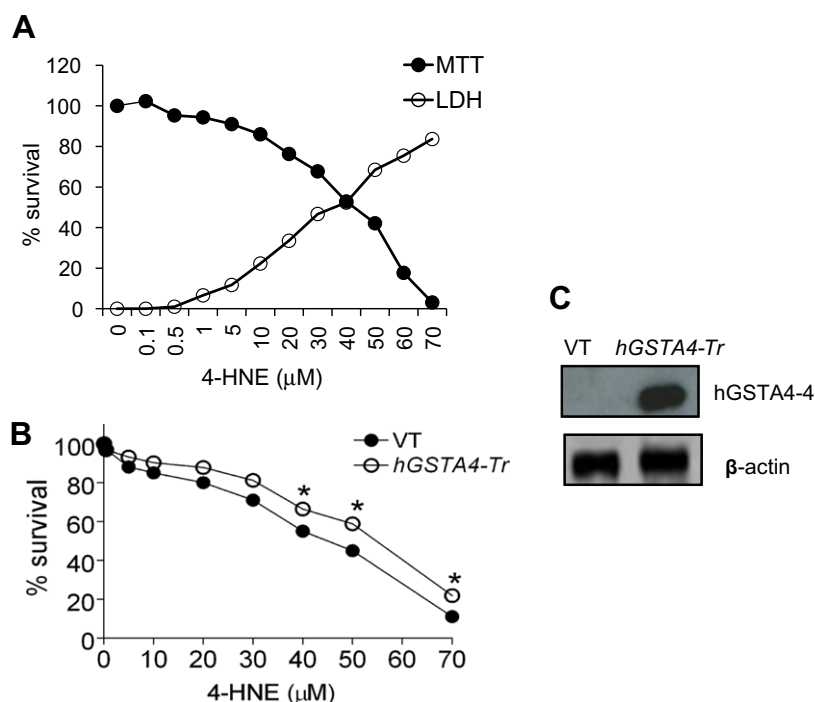 A
120
100
80
60
40
20
0
% survival
MTT
LDH
0 0.1 0.5 1 5 10 20 30 40 50 60 70
4-HNE (μM)
B
100
80
60
40
20
0
% survival
VT
hGSTA4-Tr
* * *
0 10 20 30 40 50 60 70
4-HNE (μM)
C
VT hGSTA4-Tr
hGSTA4-4
β-actin